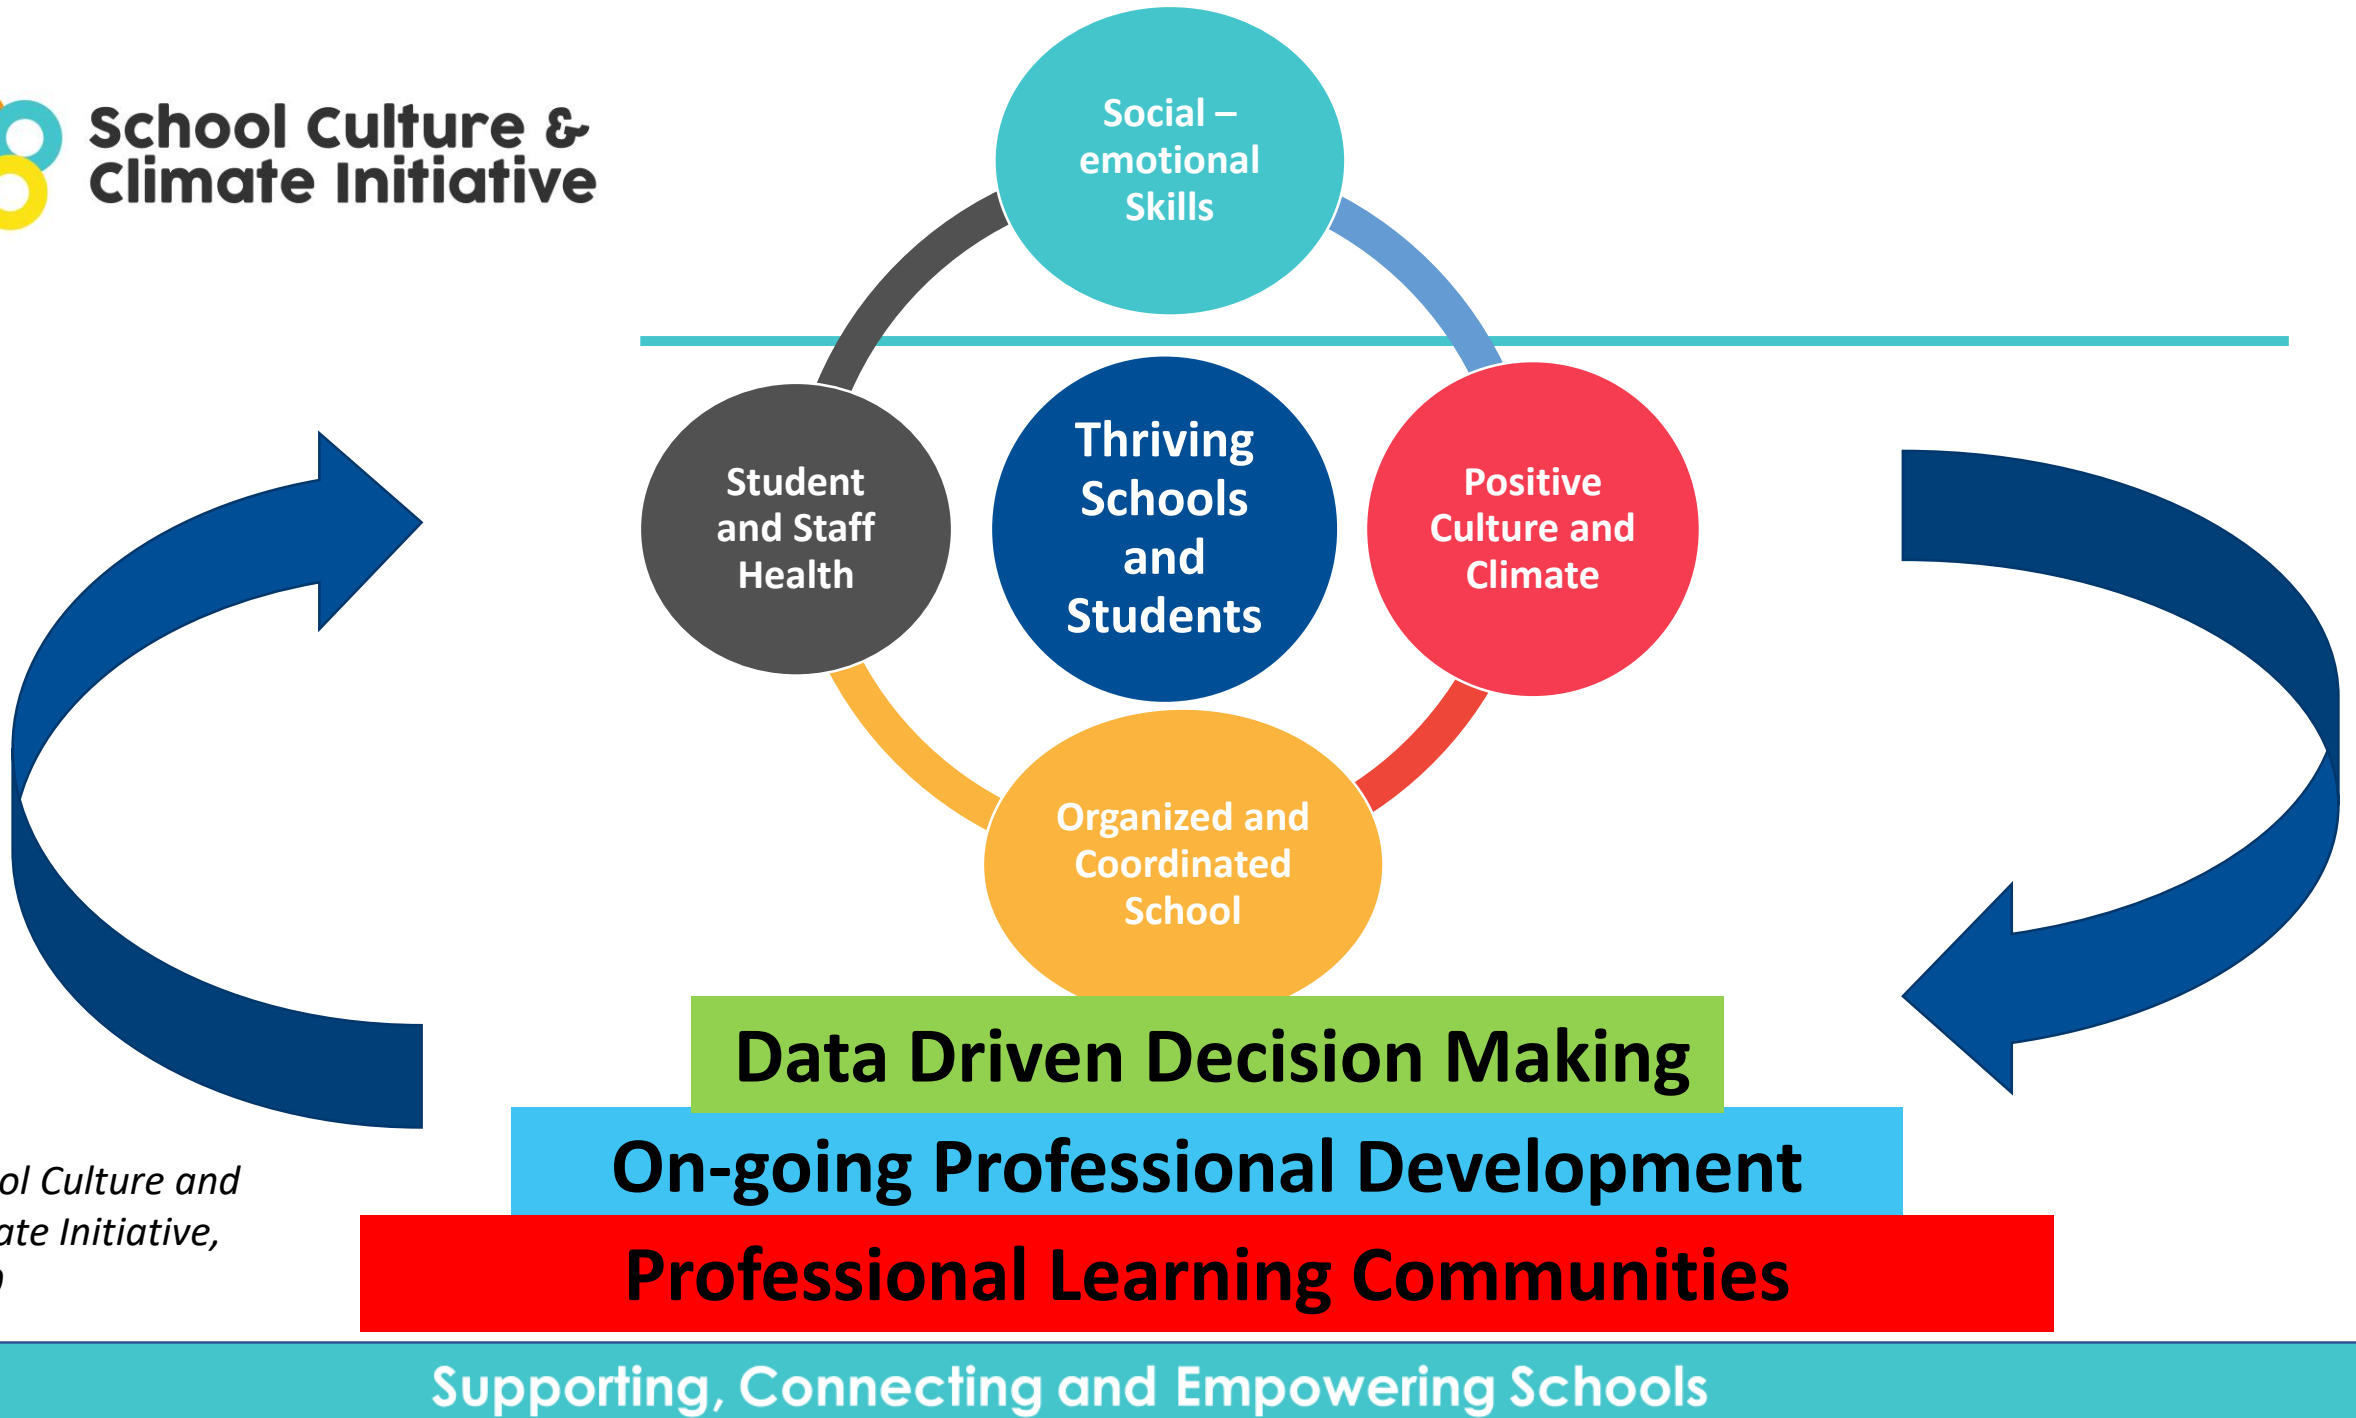 School Culture &
Climate Initiative
Social –
emotional
Skills
Student
and Staff
Health
Thriving
Schools
and
Students
Positive
Culture and
Climate
Organized and
Coordinated
School
Data Driven Decision Making
On-going Professional Development
Professional Learning Communities
ol Culture and
ate Initiative,
Supporting, Connecting and Empowering Schools